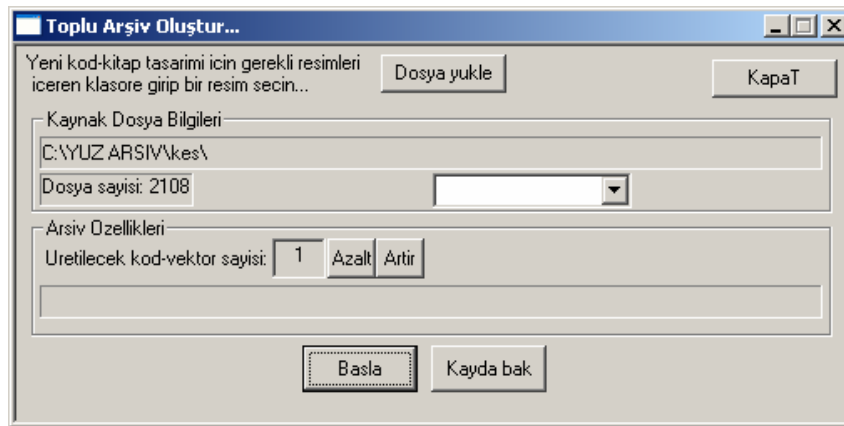 Toplu Arşiv Oluştur...
Yeni kod-kitap tasarimi icin gerekli resimleri
iceren klasore girip bir resim secin...
Dosya yukle
KapaT
Kaynak Dosya Bilgileri
C:\YUZ ARSIV\kes\
Dosya sayisi: 2108
Arsiv Ozellikleri
Uretilecek kod-vektor sayisi: 1 Azalt Artir
Basla
Kayda bak